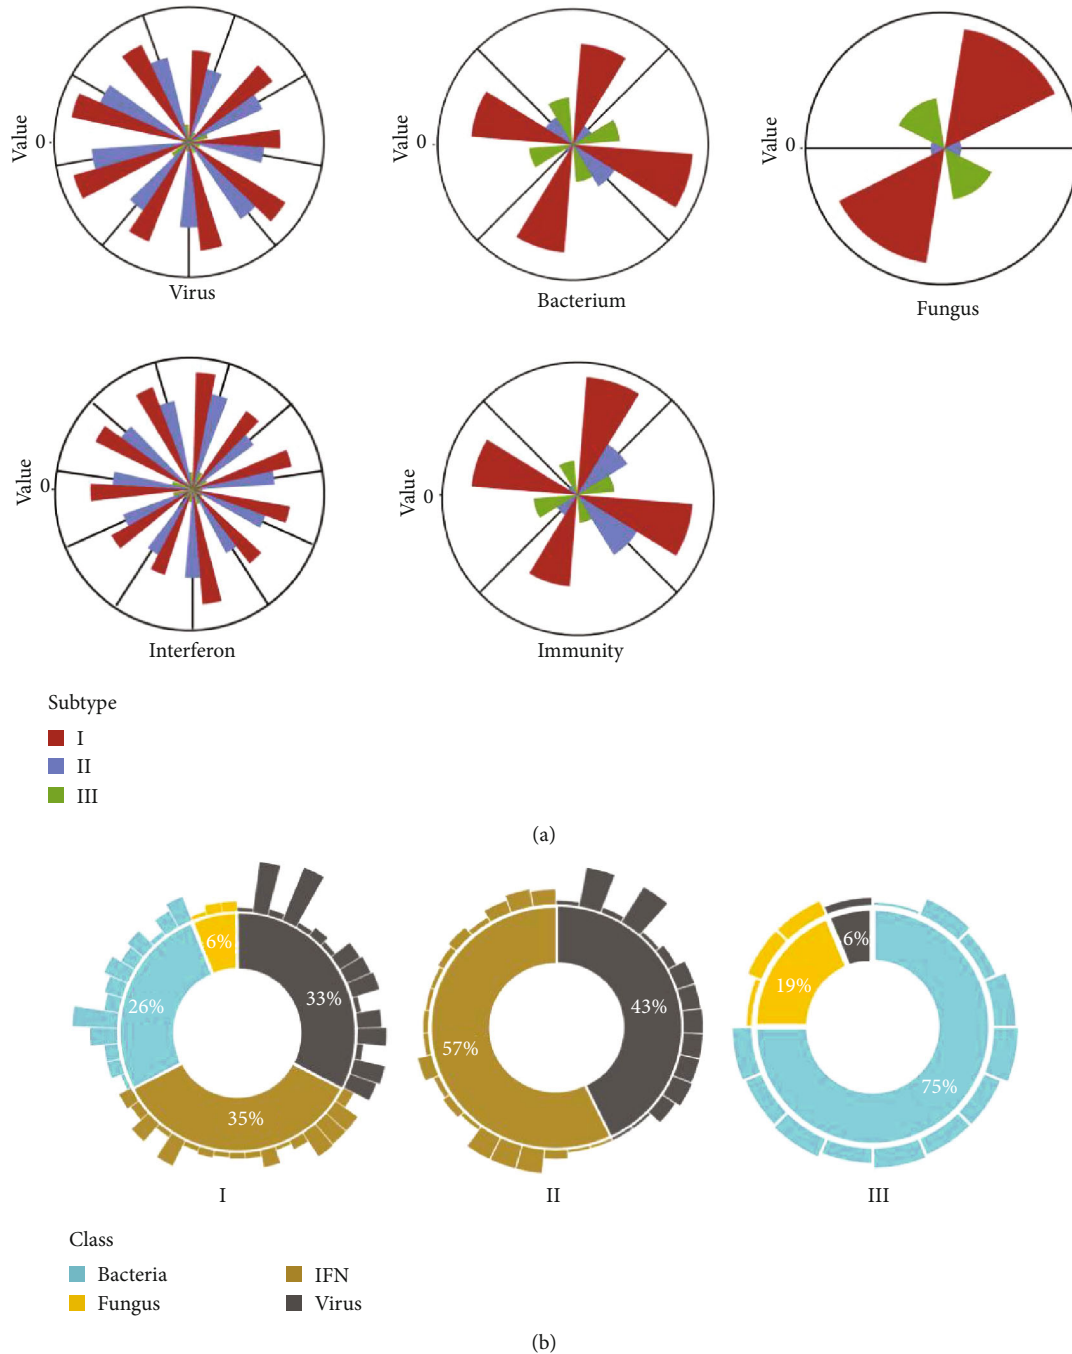 Value
0
Virus
Value
0
Bacterium
Value
0
Fungus
Value
0
Interferon
Value
0
Immunity
Subtype
I
II
III
(a)
6%
33%
26%
35%
I
43%
57%
II
6%
19%
75%
III
Class
Bacteria
IFN
Fungus
Virus
(b)